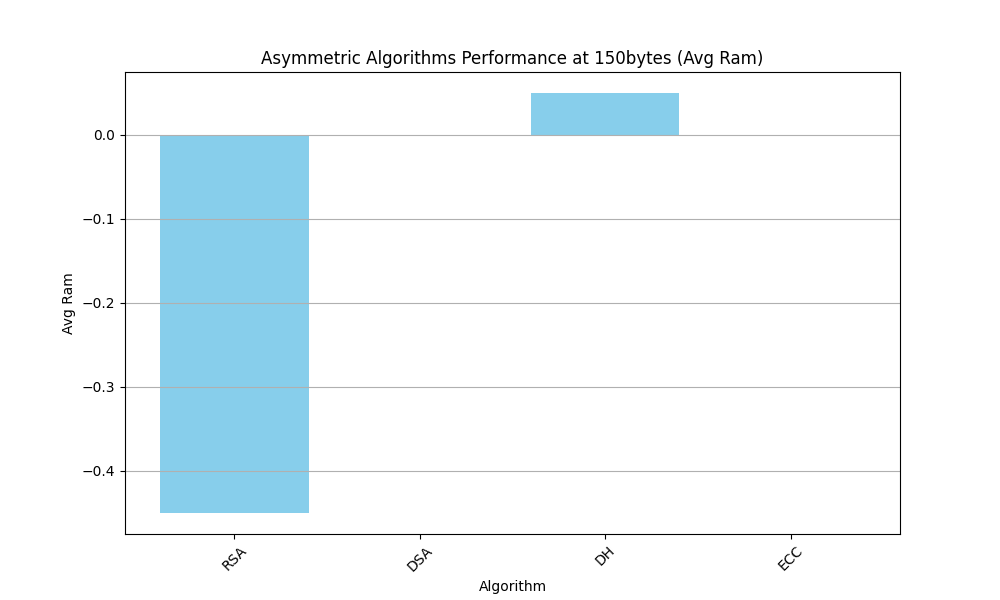 Asymmetric Algorithms Performance at 150bytes (Avg Ram)
0.0
−0.1
−0.2
−0.3
−0.4
Avg Ram
RSA
DSA
DH
ECC
Algorithm